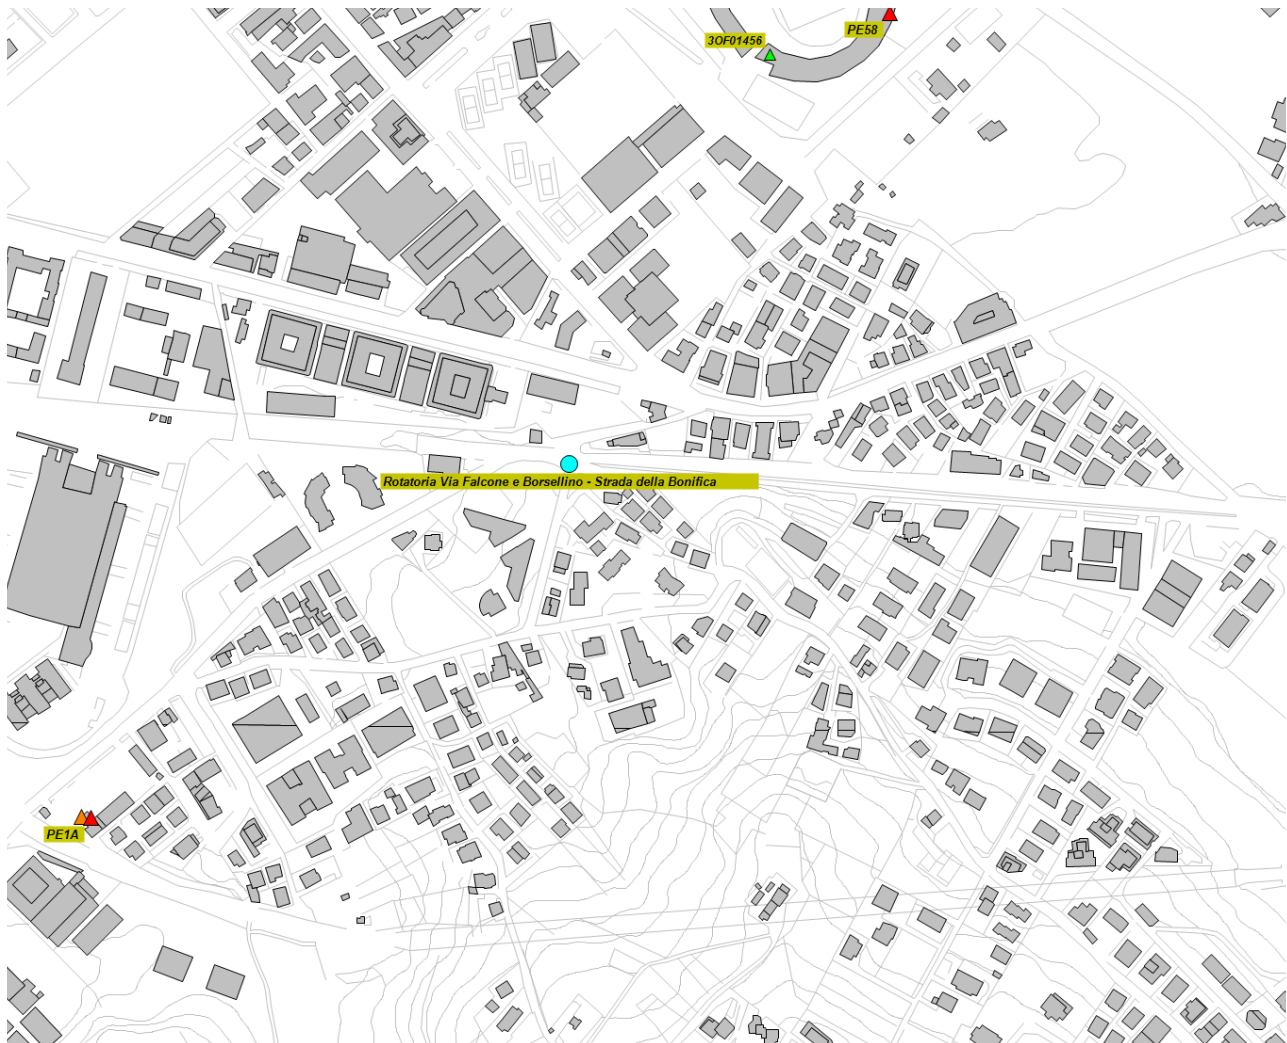 PE58
3OF01456
Rotatoria Via Falcone e Borsellino - Strada della Bonifica
PE1A